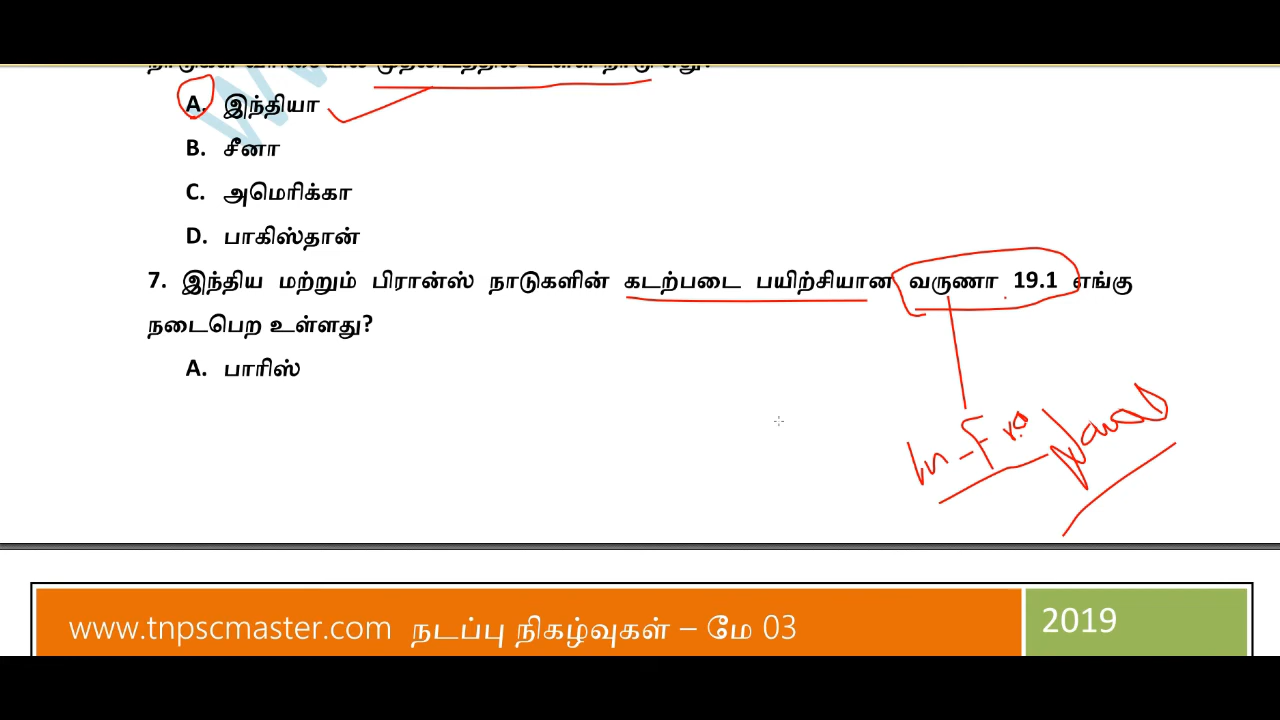 A. இந்தியா
B. சீனா
C. அமெரிக்கா
D. பாகிஸ்தான்
7. இந்திய மற்றும் பிரான்ஸ் நாடுகளின் கடற்படை பயிற்சியான வருணா 19.1 எங்கு
நடைபெற உள்ளது?
A. பாரிஸ்
In - Fra
www.tnpscmaster.com நடப்பு நிகழ்வுகள் – மே 03
2019